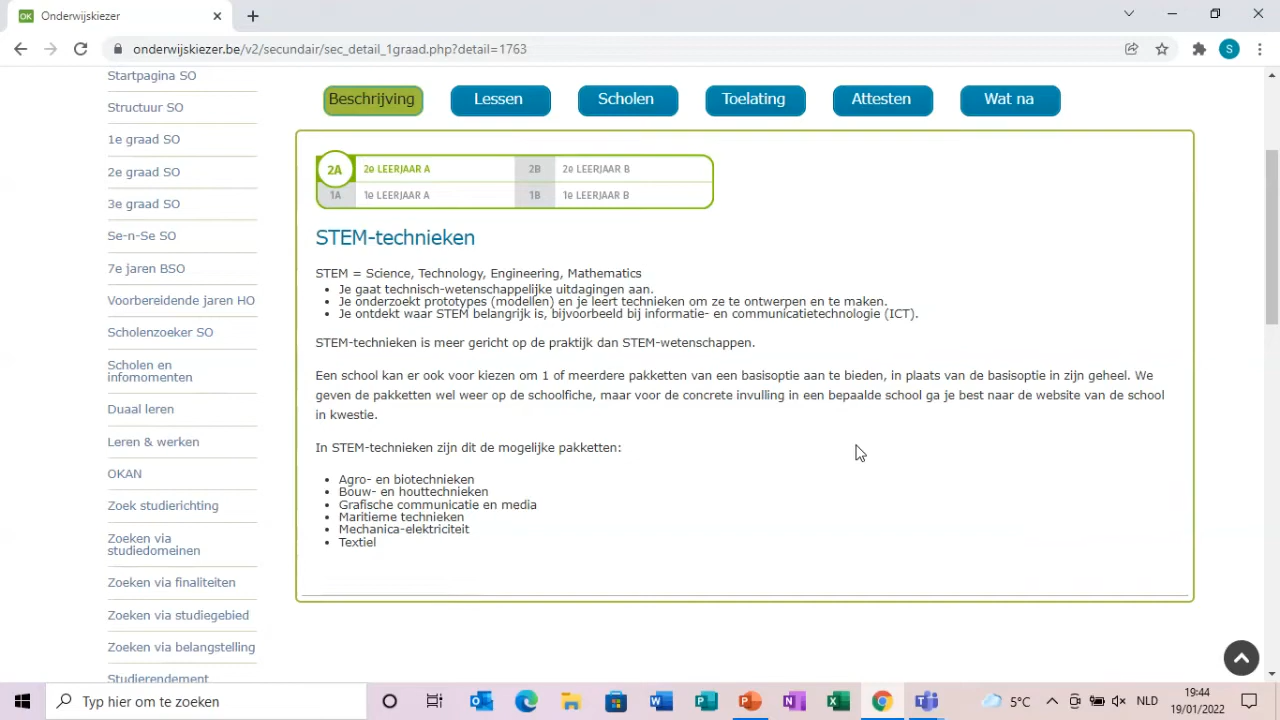 OK Onderwijskiezer
onderwijskiezer.be/v2/secundair/sec_detail_1graad.php?detail=1763
S
Startpagina SO
Structuur SO
1e graad SO
2e graad SO
3e graad SO
Se-n-Se SO
7e jaren BSO
Voorbereidende jaren HO
Scholenzoeker SO
Scholen en
infomomenten
Duaal leren
Leren & werken
OKAN
Zoek studierichting
Zoeken via
studiedomeinen
Zoeken via finaliteiten
Zoeken via studiegebied
Zoeken via belangstelling
Studierendement
Beschrijving Lessen Scholen Toelating Attesten Wat na
2A 2e LEERJAAR A 2B 2e LEERJAAR B
1A 1e LEERJAAR A 1B 1e LEERJAAR B
STEM-technieken
STEM = Science, Technology, Engineering, Mathematics
• Je gaat technisch-wetenschappelijke uitdagingen aan.
• Je onderzoekt prototypes (modellen) en je leert technieken om ze te ontwerpen en te maken.
• Je ontdekt waar STEM belangrijk is, bijvoorbeeld bij informatie- en communicatietechnologie (ICT).
STEM-technieken is meer gericht op de praktijk dan STEM-wetenschappen.
Een school kan er ook voor kiezen om 1 of meerdere pakketten van een basisoptie aan te bieden, in plaats van de basisoptie in zijn geheel. We
geven de pakketten wel weer op de schoolfiche, maar voor de concrete invulling in een bepaalde school ga je best naar de website van de school
in kwestie.
In STEM-technieken zijn dit de mogelijke pakketten:
• Agro- en biotechnieken
• Bouw- en houttechnieken
• Grafische communicatie en media
• Maritieme technieken
• Mechanica-elektriciteit
• Textiel
Typ hier om te zoeken
5°C
NLD
19:44
19/01/2022